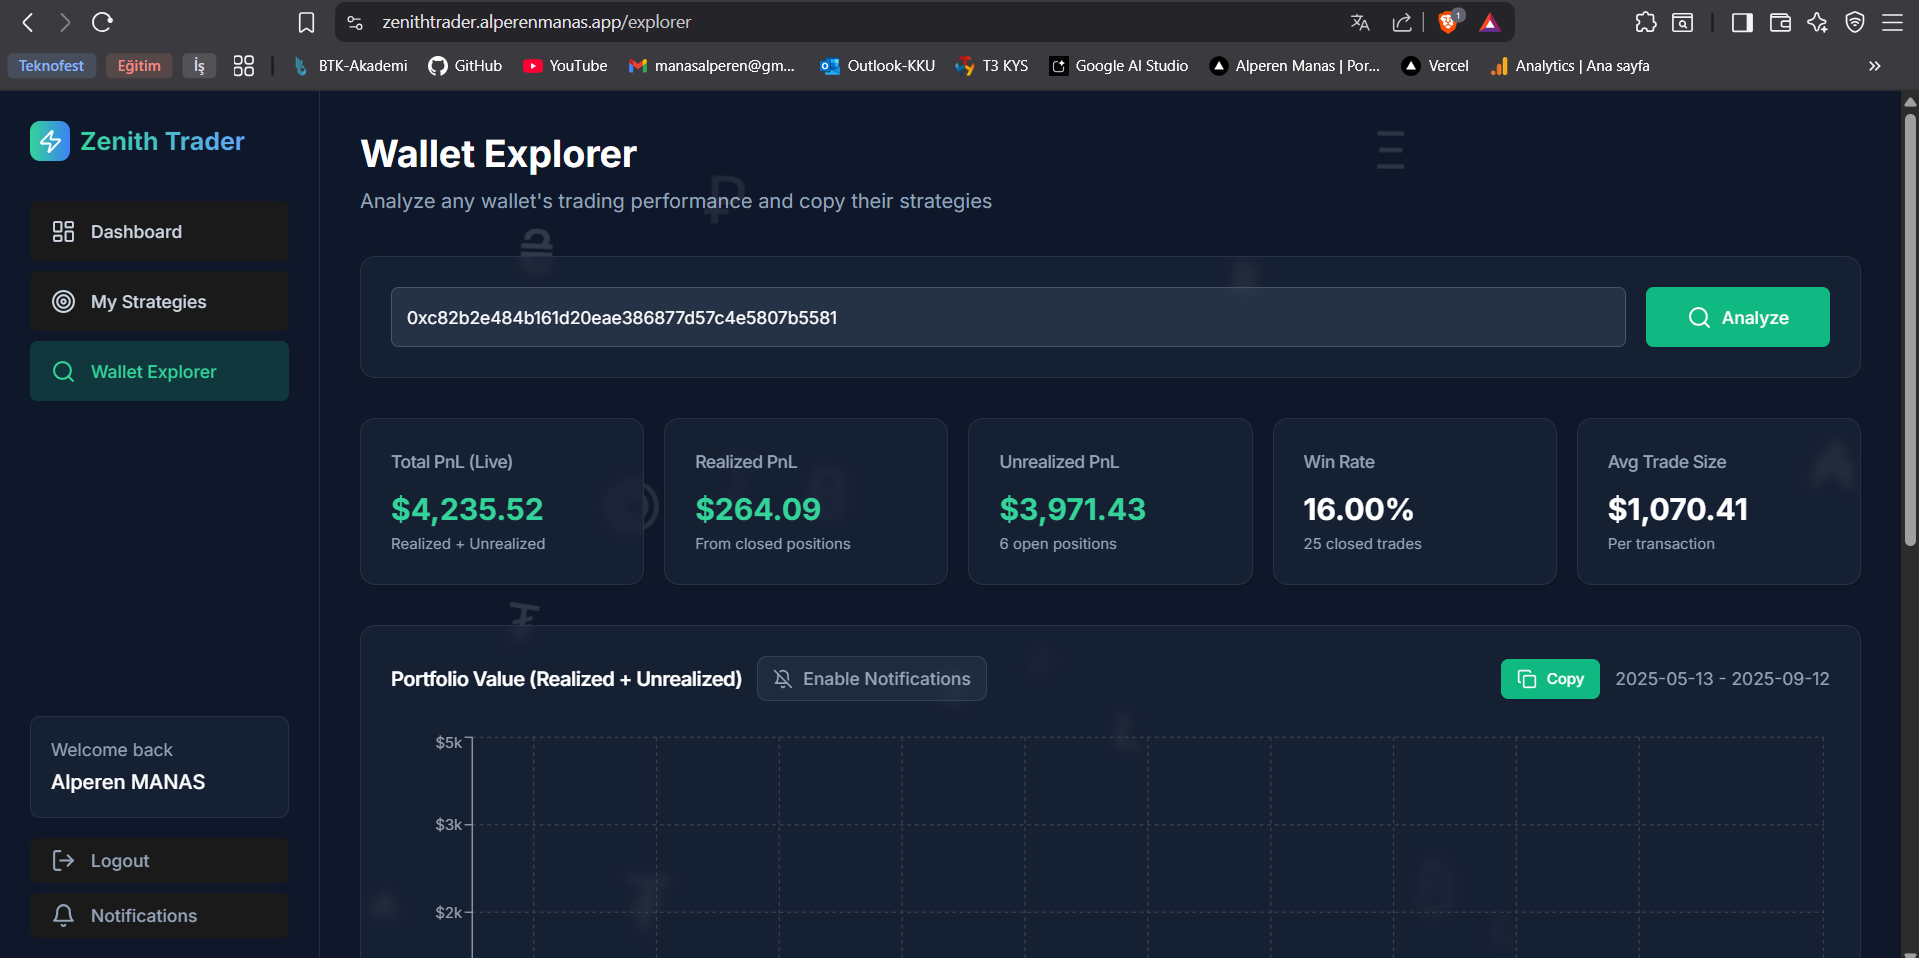 zenithtrader.alperenmanas.app/explorer
1
Teknofest
Eğitim
İş
BTK-Akademi
GitHub
YouTube
manasalperen@gm...
Outlook-KKU
T3 KYS
Google AI Studio
Alperen Manas | Por...
Vercel
Analytics | Ana sayfa
Zenith Trader
Dashboard
My Strategies
Wallet Explorer
Welcome back
Alperen MANAS
Logout
Notifications
Wallet Explorer
Analyze any wallet's trading performance and copy their strategies
0xc82b2e484b161d20eae386877d57c4e5807b5581
Analyze
Total PnL (Live)
$4,235.52
Realized + Unrealized
Realized PnL
$264.09
From closed positions
Unrealized PnL
$3,971.43
6 open positions
Win Rate
16.00%
25 closed trades
Avg Trade Size
$1,070.41
Per transaction
Portfolio Value (Realized + Unrealized)
Enable Notifications
Copy
2025-05-13 - 2025-09-12
$5k
$3k
$2k